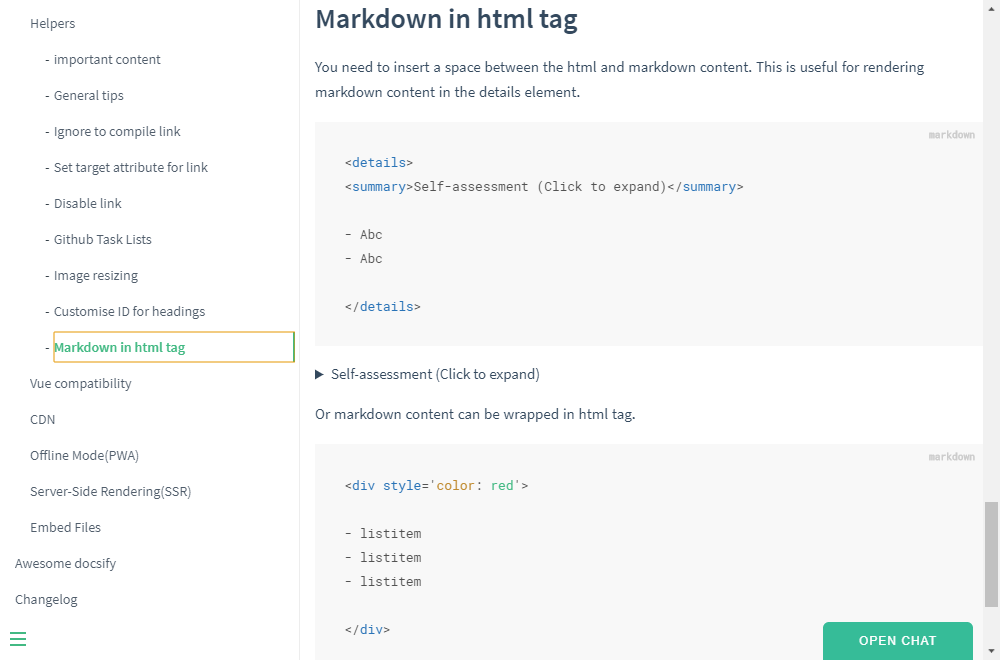 Helpers
- important content
- General tips
- Ignore to compile link
- Set target attribute for link
- Disable link
- Github Task Lists
- Image resizing
- Customise ID for headings
- Markdown in html tag
Vue compatibility
CDN
Offline Mode(PWA)
Server-Side Rendering(SSR)
Embed Files
Awesome docsify
Changelog
Markdown in html tag
You need to insert a space between the html and markdown content. This is useful for rendering
markdown content in the details element.
markdown
<details>
<summary>Self-assessment (Click to expand)</summary>
- Abc
- Abc
</details>
Self-assessment (Click to expand)
Or markdown content can be wrapped in html tag.
markdown
<div style='color: red'>
- listitem
- listitem
- listitem
</div>
OPEN CHAT